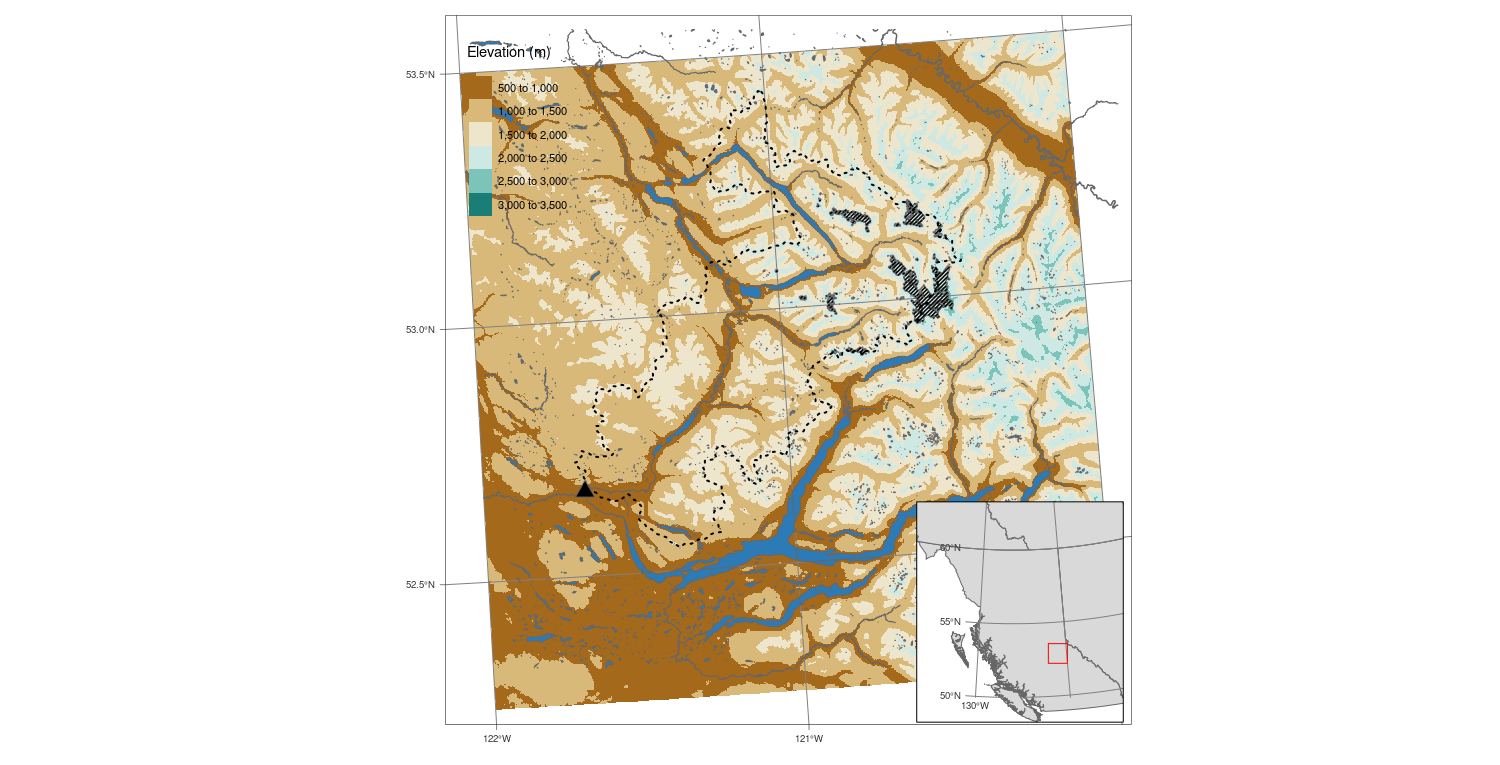 Elevation (m)
500 to 1,000
1,000 to 1,500
1,500 to 2,000
2,000 to 2,500
2,500 to 3,000
3,000 to 3,500
53.5°N
53.0°N
52.5°N
122°W
121°W
60°N
55°N
50°N
130°W